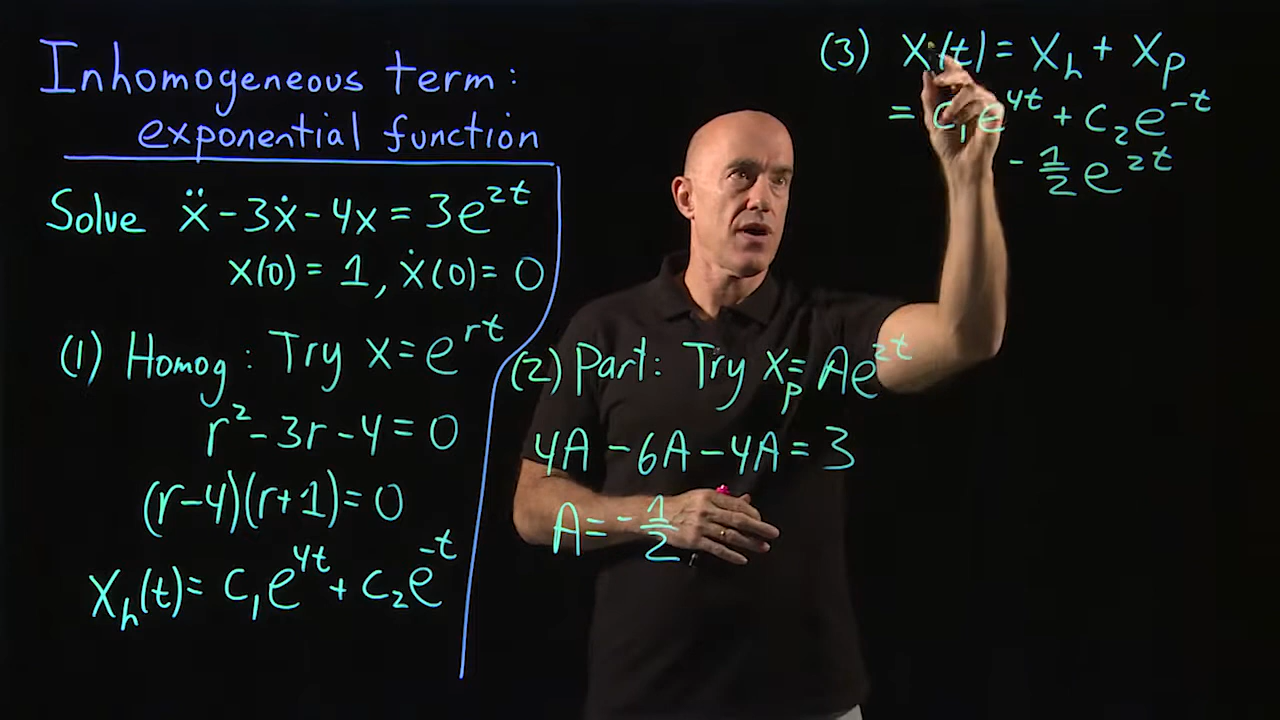 Inhomogeneous term:
exponential function
Solve ẍ - 3ẋ - 4x = 3e^{2t}
x(0) = 1, ẋ(0) = 0
(1) Homog: Try x = e^{rt}
r² - 3r - 4 = 0
(r-4)(r+1) = 0
x_h(t) = c₁e^{4t} + c₂e^{-t}
(2) Part: Try x_p = Ae^{2t}
4A - 6A - 4A = 3
A = -1/2
(3) x(t) = x_h + x_p
= c₁e^{4t} + c₂e^{-t}
- 1/2 e^{2t}